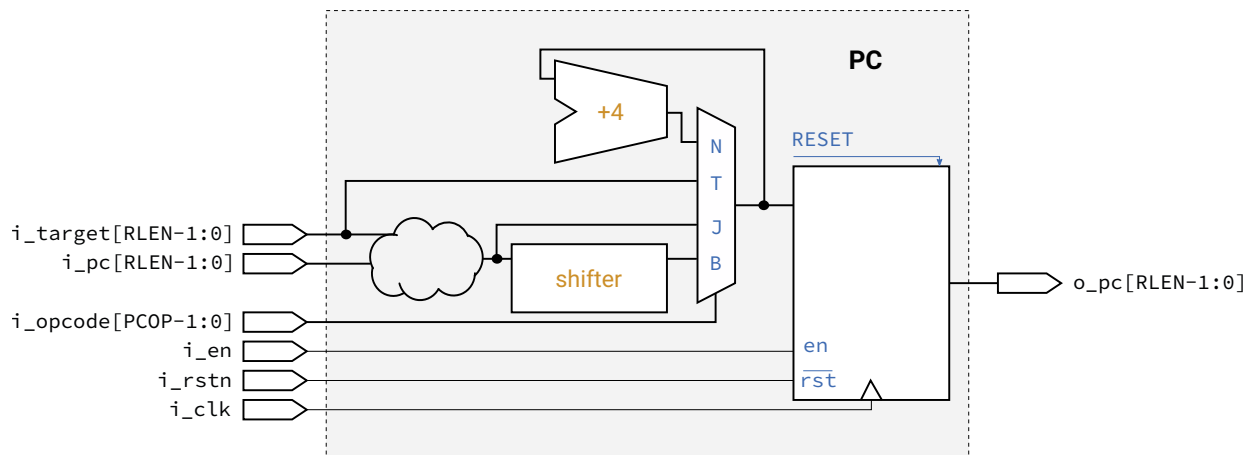 PC
+4
N
RESET
T
i_target[RLEN-1:0]
J
i_pc[RLEN-1:0]
B
shifter
o_pc[RLEN-1:0]
i_opcode[PCOP-1:0]
i_en
en
i_rstn
rst
i_clk